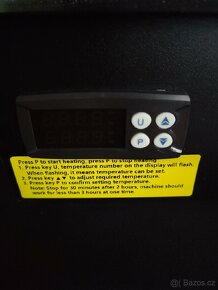 U
P
Press P to start heating, press P to stop heating
1. Press key U, temperature number on the display will flash.
When flashing, it means temperature can be set.
2. Press key ▲▼ to adjust required temperature.
3. Press key P to confirm setting temperature.
Note: Stop for 30 minutes after 2 hours, machine should
work for less than 3 hours at one time.
Bazos.cz